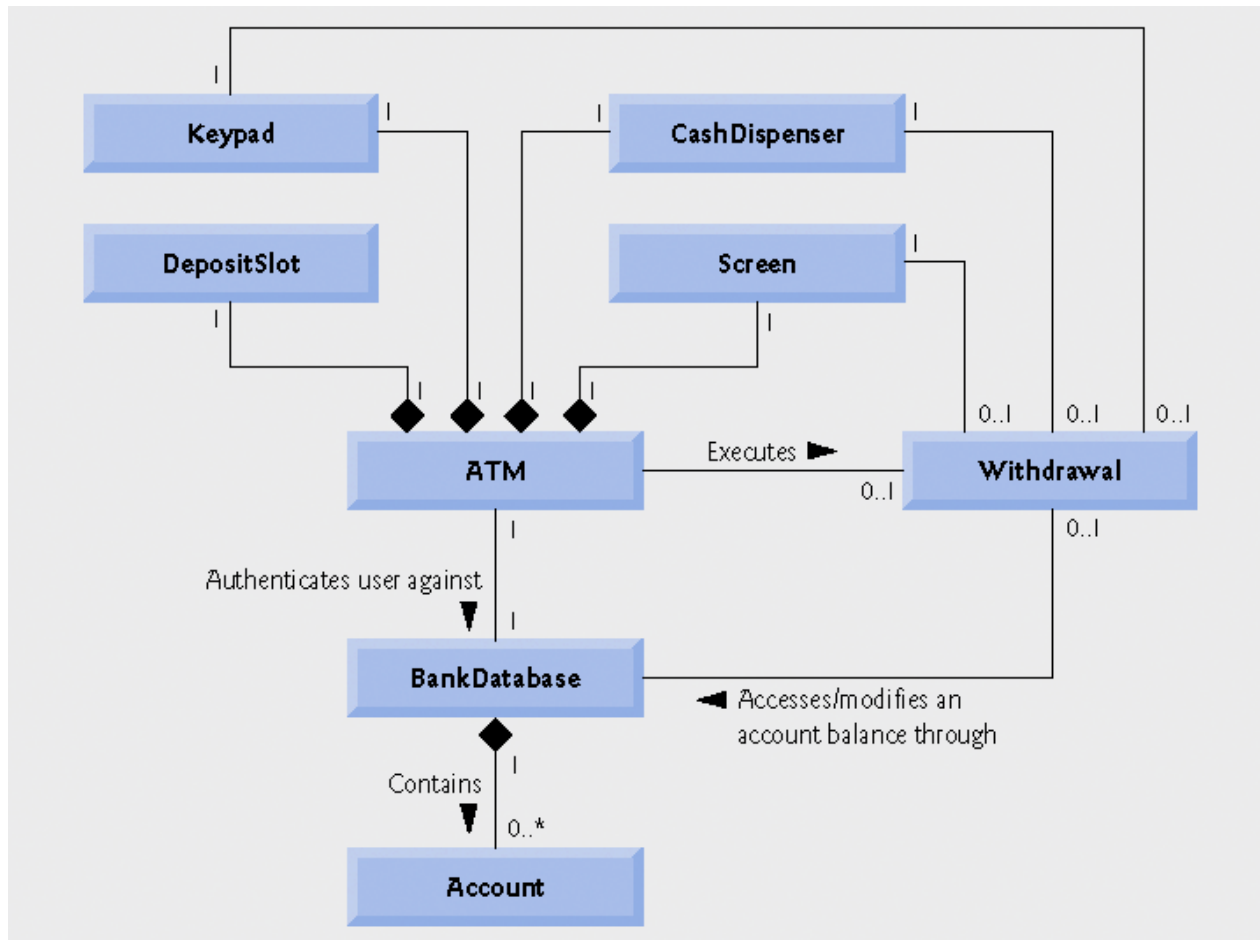 1
Keypad
1
1
CashDispenser
1
DepositSlot
1
Screen
1
1
1
1
1
1
0..1
0..1
0..1
ATM
Executes
0..1
Withdrawal
1
0..1
Authenticates user against
1
BankDatabase
Accesses/modifies an
account balance through
1
Contains
0..*
Account